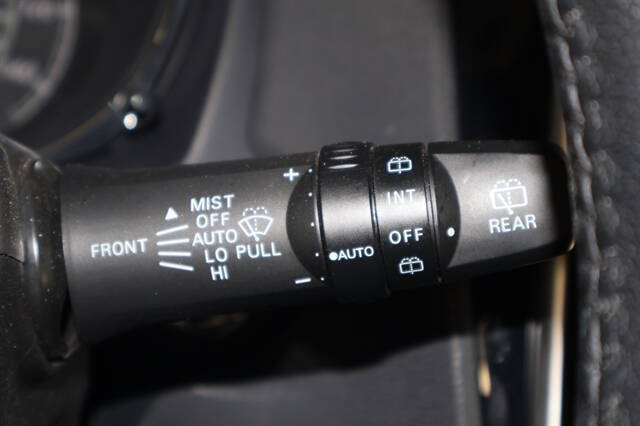 FRONT
MIST
OFF
AUTO
LO PULL
HI
+
−
AUTO
INT
OFF
REAR